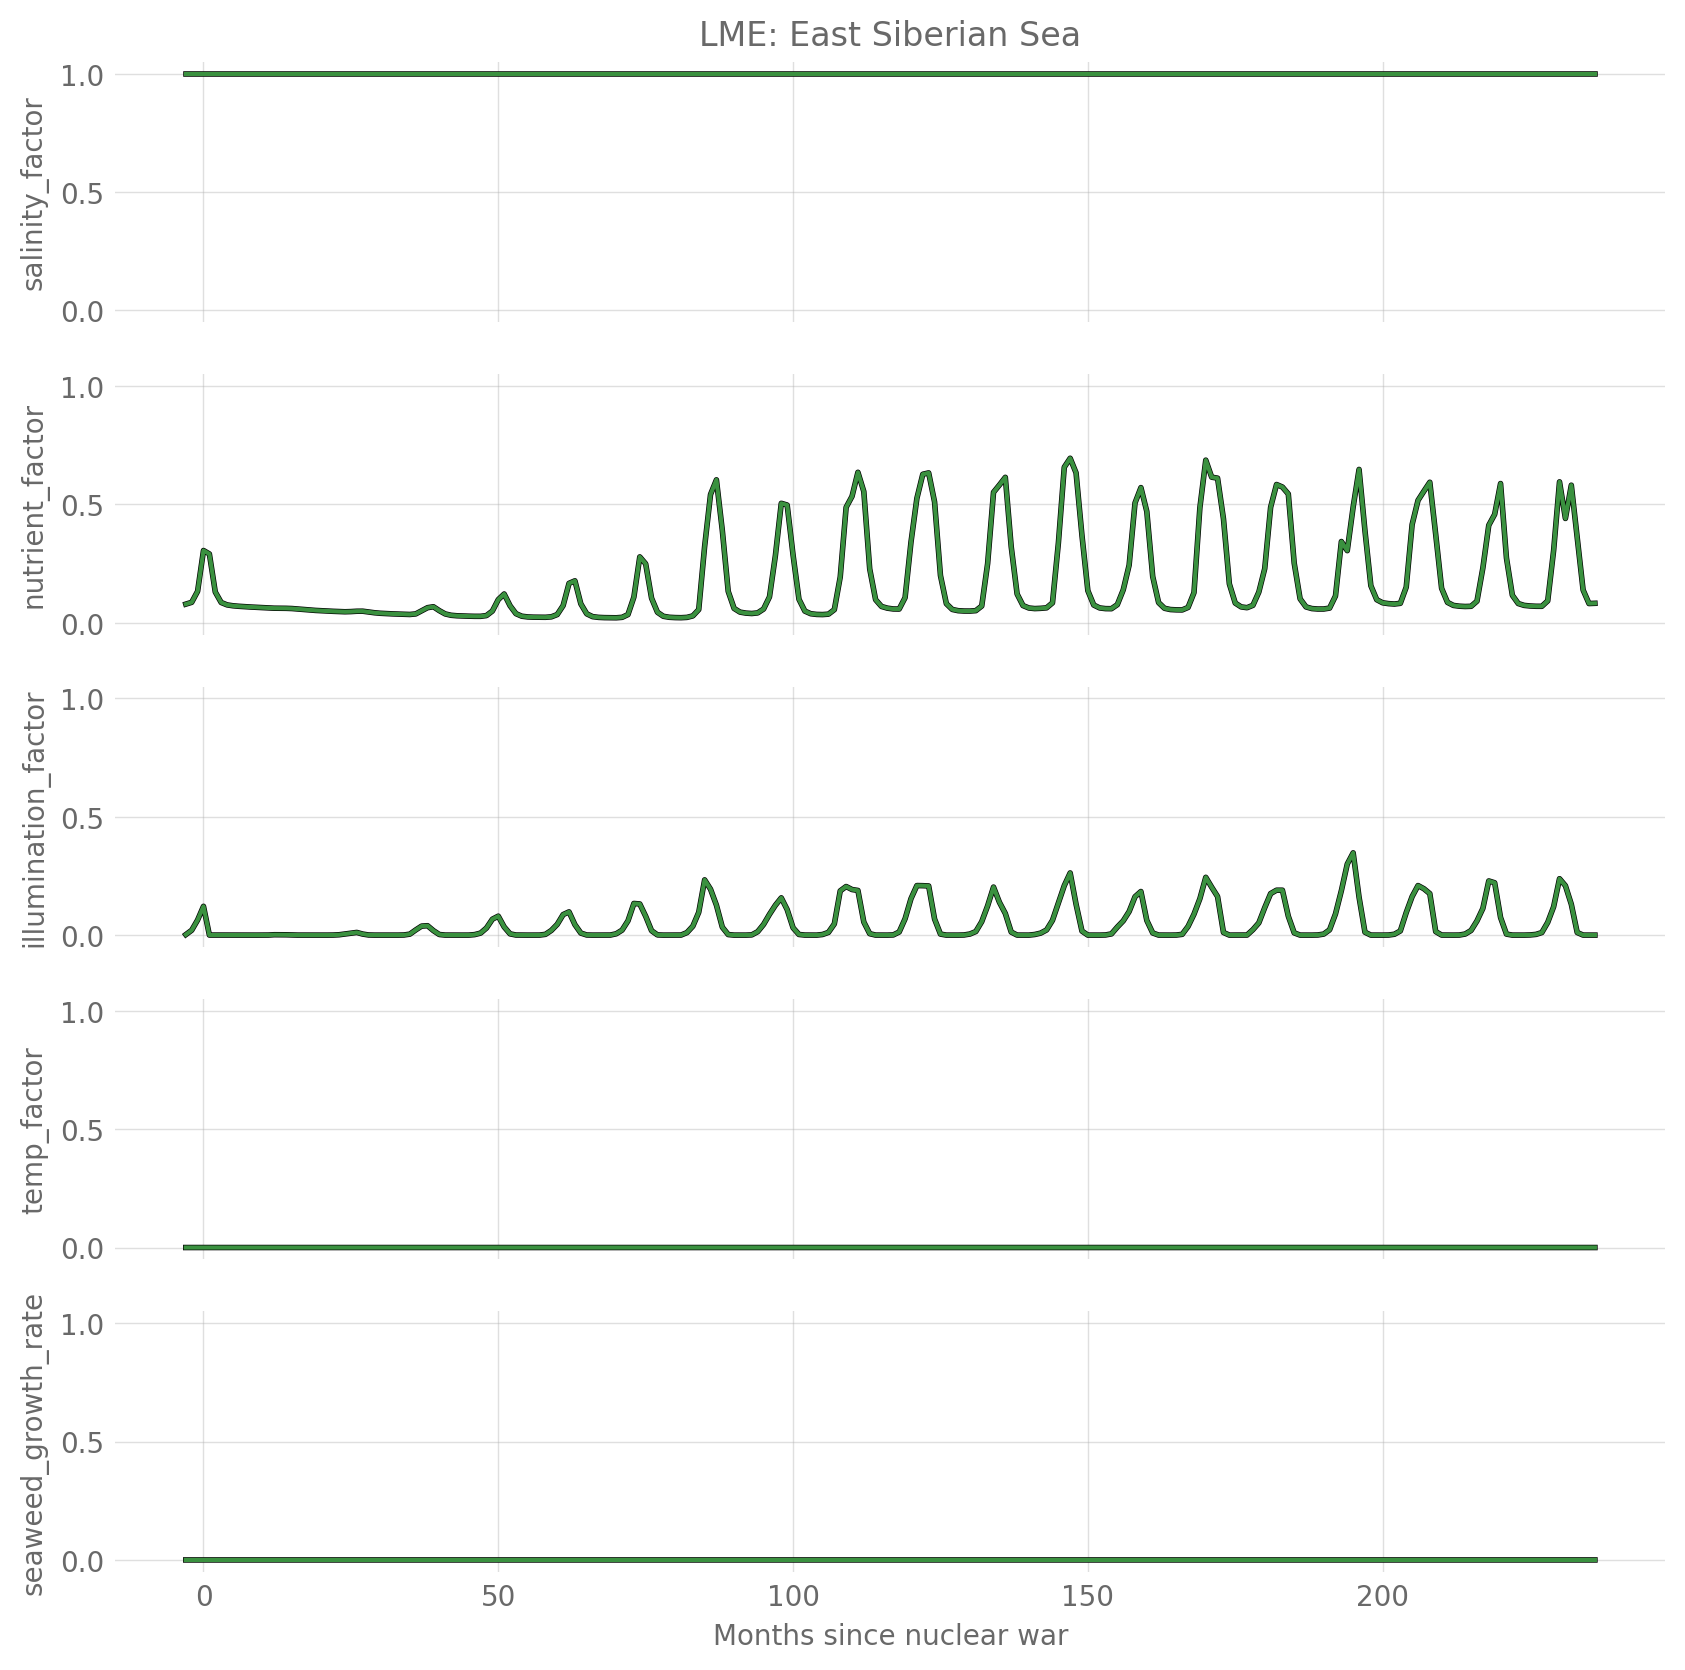 LME: East Siberian Sea
salinity_factor
1.0
0.5
0.0
nutrient_factor
1.0
0.5
0.0
illumination_factor
1.0
0.5
0.0
temp_factor
1.0
0.5
0.0
seaweed_growth_rate
1.0
0.5
0.0
0 50 100 150 200
Months since nuclear war